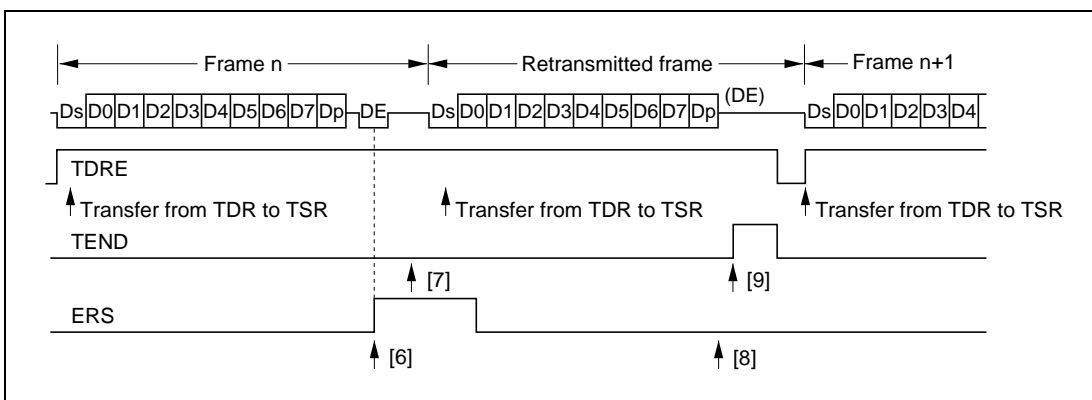 Frame n Retransmitted frame Frame n+1
(DE)
Ds D0 D1 D2 D3 D4 D5 D6 D7 Dp DE Ds D0 D1 D2 D3 D4 D5 D6 D7 Dp Ds D0 D1 D2 D3 D4
TDRE
Transfer from TDR to TSR Transfer from TDR to TSR Transfer from TDR to TSR
TEND
[7] [9]
ERS
[6] [8]